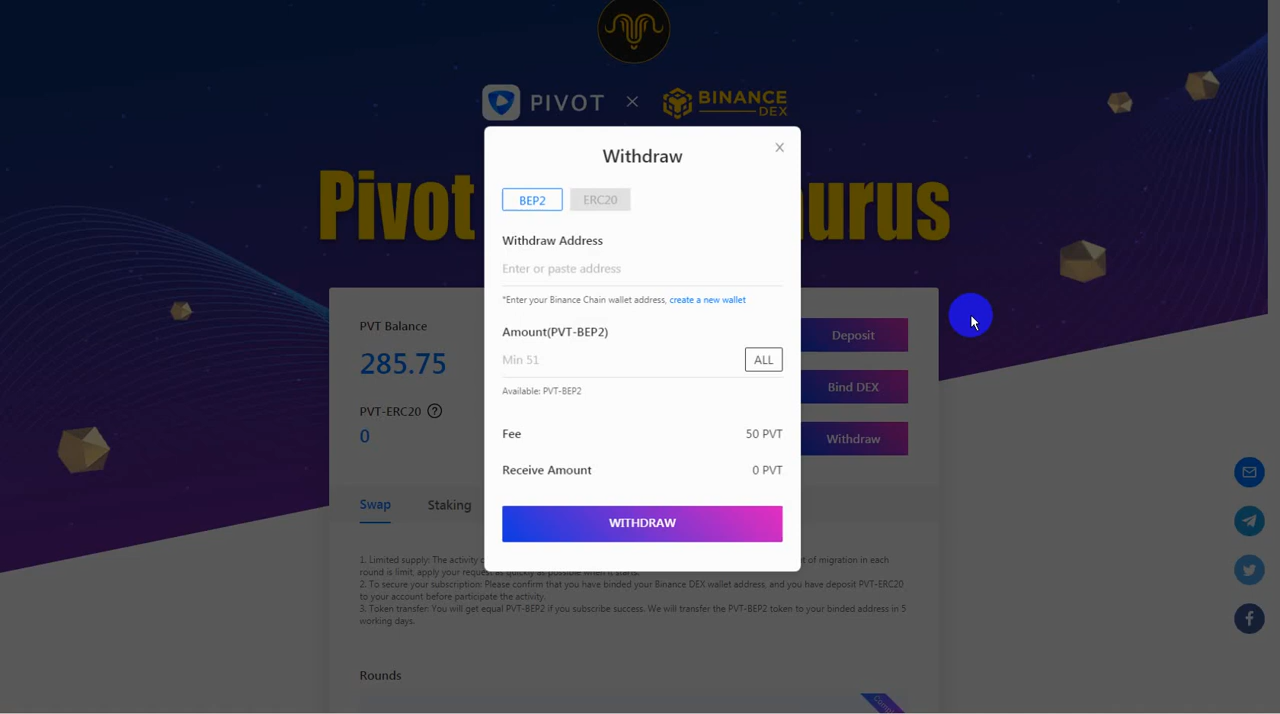 PIVOT × BINANCE DEX
Pivot
aurus
Withdraw
BEP2 ERC20
Withdraw Address
Enter or paste address
*Enter your Binance Chain wallet address, create a new wallet
Amount(PVT-BEP2)
Min 51 ALL
Available: PVT-BEP2
Fee 50 PVT
Receive Amount 0 PVT
WITHDRAW
PVT Balance
285.75
PVT-ERC20 ?
0
Deposit
Bind DEX
Withdraw
Swap Staking
1. Limited supply: The activity of migration in each
round is limit, apply your request as quickly as possible when it starts.
2. To secure your subscription: Please confirm that you have binded your Binance DEX wallet address, and you have deposit PVT-ERC20
to your account before participate the activity.
3. Token transfer: You will get equal PVT-BEP2 if you subscribe success. We will transfer the PVT-BEP2 token to your binded address in 5
working days.
Rounds